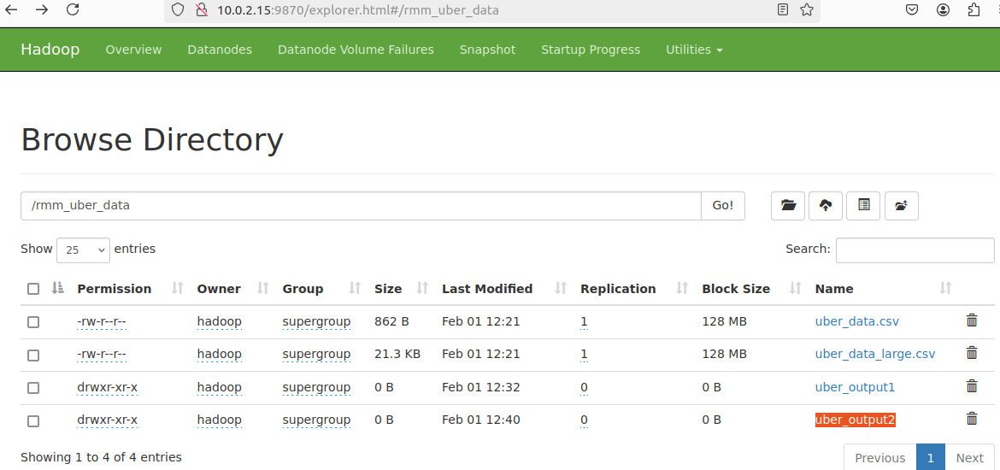 10.0.2.15:9870/explorer.html#/rmm_uber_data
Hadoop Overview Datanodes Datanode Volume Failures Snapshot Startup Progress Utilities
Browse Directory
/rmm_uber_data Go!
Show 25 entries Search:
Permission Owner Group Size Last Modified Replication Block Size Name
-rw-r--r-- hadoop supergroup 862 B Feb 01 12:21 1 128 MB uber_data.csv
-rw-r--r-- hadoop supergroup 21.3 KB Feb 01 12:21 1 128 MB uber_data_large.csv
drwxr-xr-x hadoop supergroup 0 B Feb 01 12:32 0 0 B uber_output1
drwxr-xr-x hadoop supergroup 0 B Feb 01 12:40 0 0 B uber_output2
Showing 1 to 4 of 4 entries Previous 1 Next